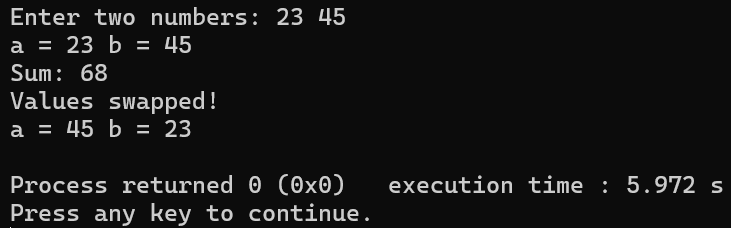 Enter two numbers: 23 45
a = 23 b = 45
Sum: 68
Values swapped!
a = 45 b = 23
Process returned 0 (0x0)   execution time : 5.972 s
Press any key to continue.